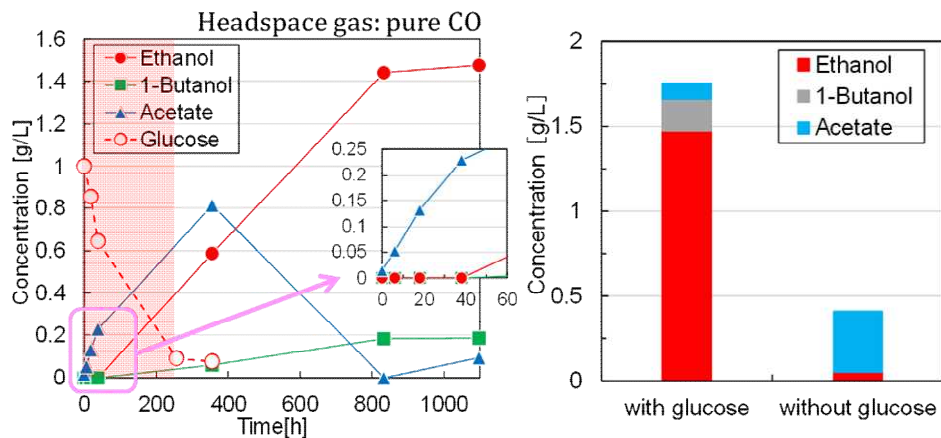 Headspace gas: pure CO
Concentration [g/L]
1.6
1.4
1.2
1
0.8
0.6
0.4
0.2
0
Ethanol
1-Butanol
Acetate
Glucose
0.25
0.2
0.15
0.1
0.05
0
0 20 40 60
0 200 400 600 800 1000
Time[h]
Concentration [g/L]
2
1.5
1
0.5
0
Ethanol
1-Butanol
Acetate
with glucose without glucose